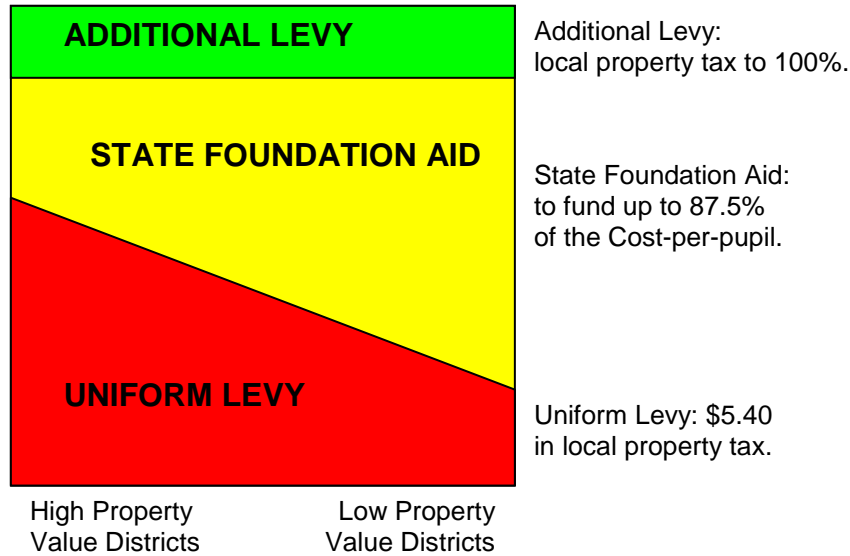 ADDITIONAL LEVY
Additional Levy:
local property tax to 100%.
STATE FOUNDATION AID
State Foundation Aid:
to fund up to 87.5%
of the Cost-per-pupil.
UNIFORM LEVY
Uniform Levy: $5.40
in local property tax.
High Property
Value Districts
Low Property
Value Districts